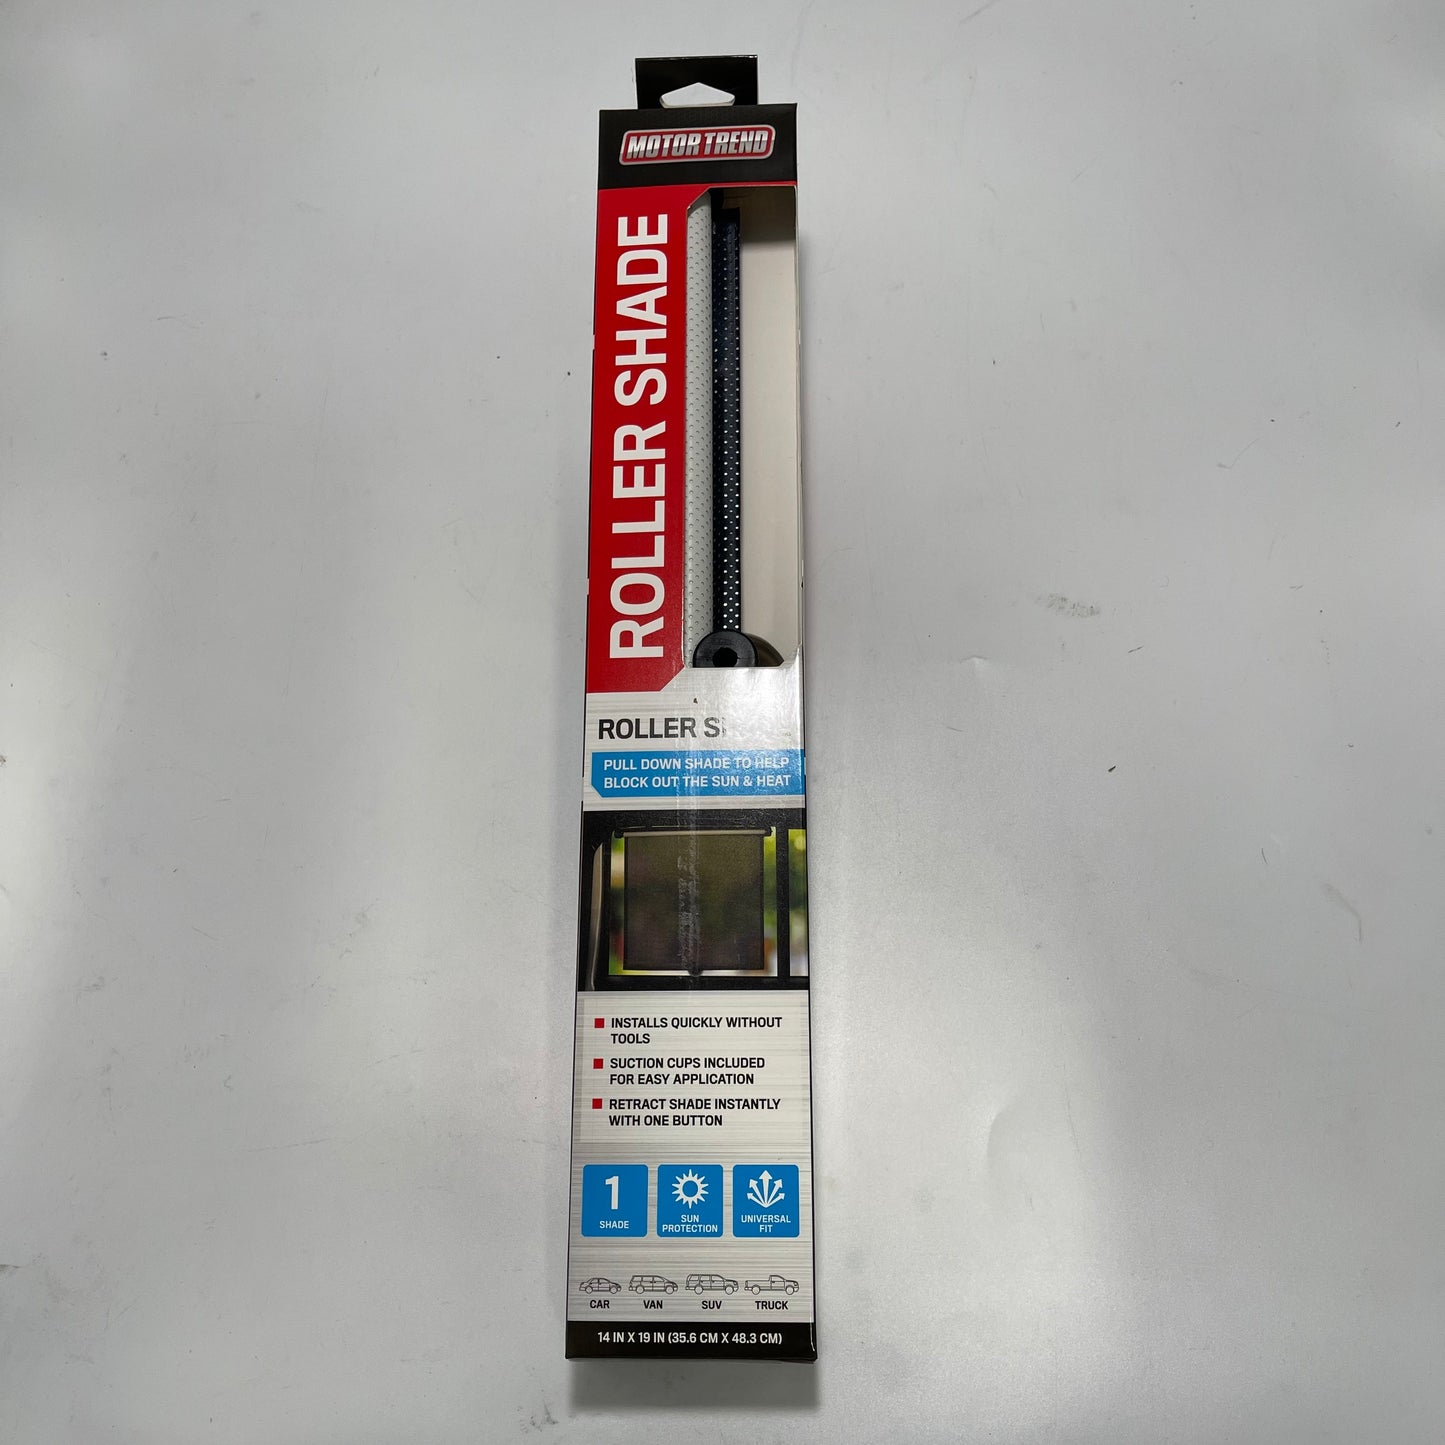 MOTOR TREND
ROLLER SHADE
ROLLER
PULL DOWN SHADE TO HELP
BLOCK OUT THE SUN & HEAT
INSTALLS QUICKLY WITHOUT
TOOLS
SUCTION CUPS INCLUDED
FOR EASY APPLICATION
RETRACT SHADE INSTANTLY
WITH ONE BUTTON
1
SHADE
SUN
PROTECTION
UNIVERSAL
FIT
CAR
VAN
SUV
TRUCK
14 IN X 19 IN (35.6 CM X 48.3 CM)